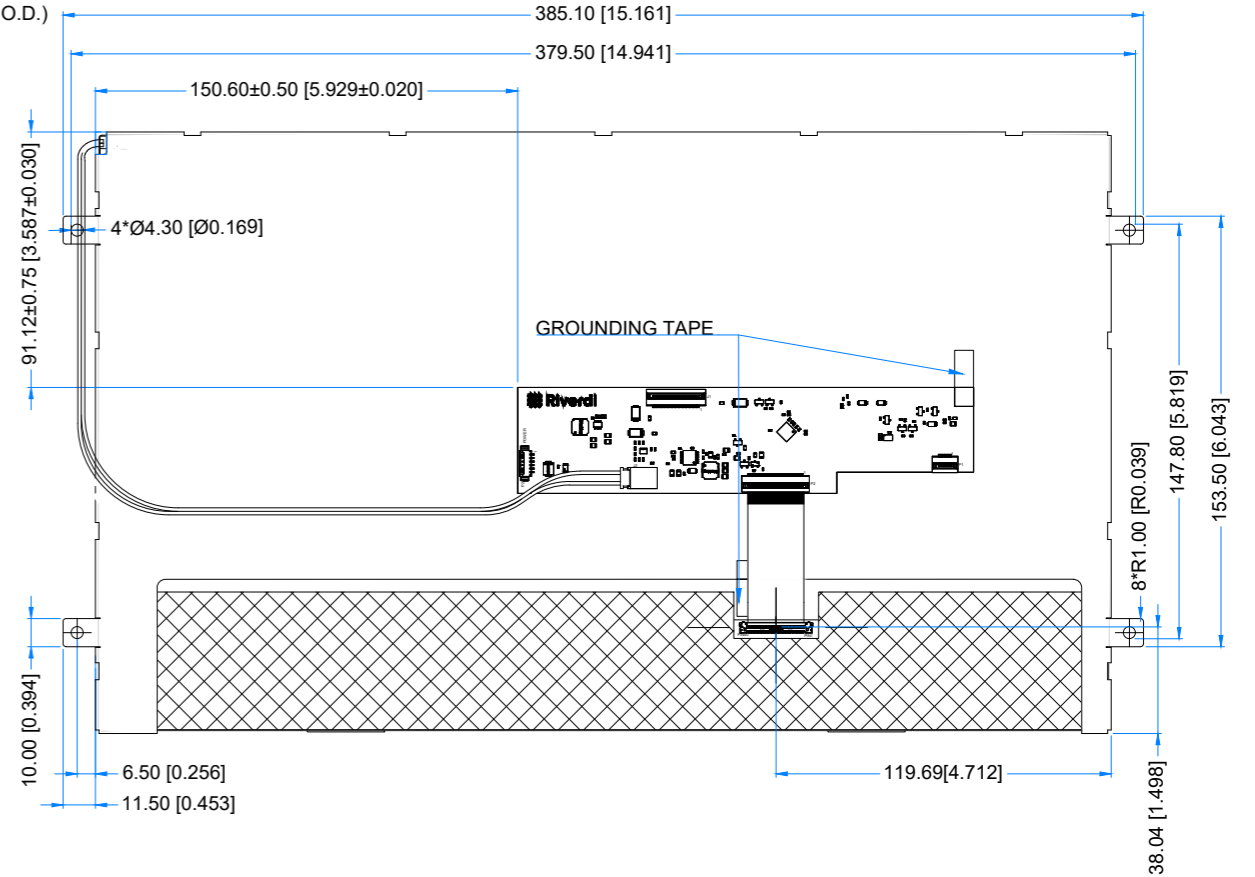 O.D.)
385.10 [15.161]
379.50 [14.941]
150.60±0.50 [5.929±0.020]
91.12±0.75 [3.587±0.030]
4*Ø4.30 [Ø0.169]
GROUNDING TAPE
Riverdi
POWER
147.80 [5.819]
153.50 [6.043]
8*R1.00 [R0.039]
10.00 [0.394]
6.50 [0.256]
11.50 [0.453]
119.69[4.712]
38.04 [1.498]